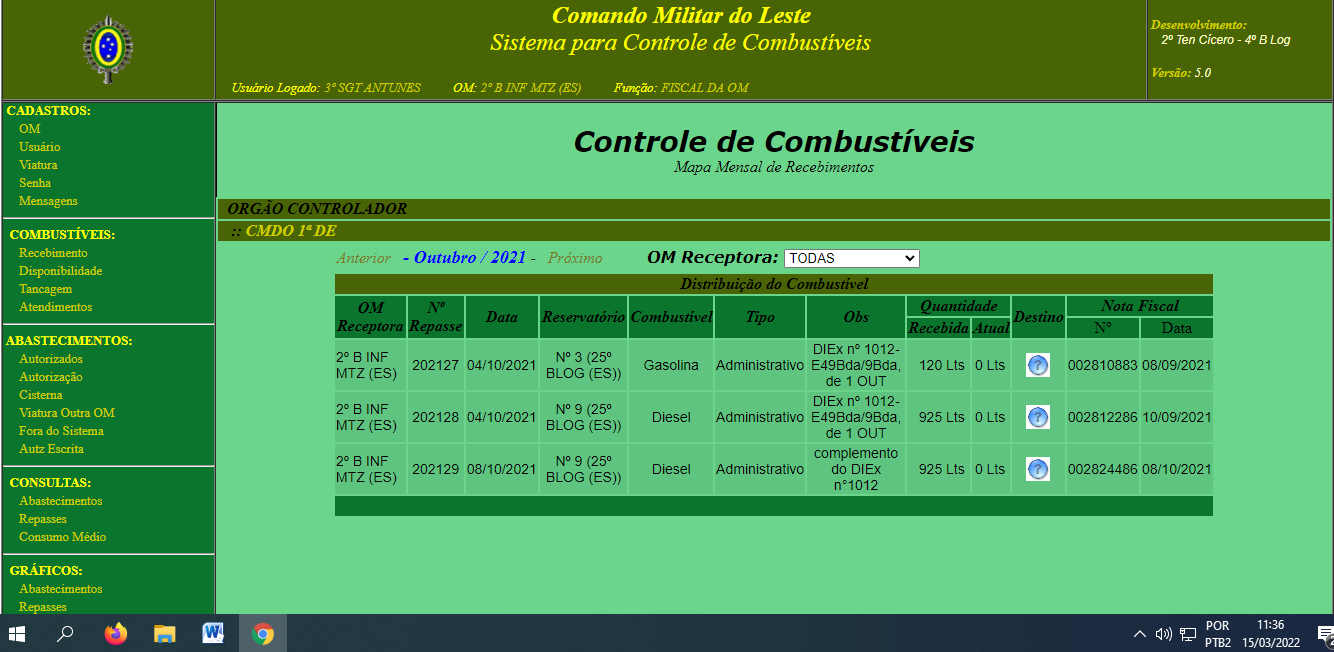 Comando Militar do Leste
Sistema para Controle de Combustíveis
Usuário Logado: 3º SGT ANTUNES OM: 2º B INF MTZ (ES) Função: FISCAL DA OM
Desenvolvimento:
2º Ten Cícero - 4º B Log
Versão: 5.0
CADASTROS:
OM
Usuário
Viatura
Senha
Mensagens
COMBUSTÍVEIS:
Recebimento
Disponibilidade
Tancagem
Atendimentos
ABASTECIMENTOS:
Autorizados
Autorização
Cisterna
Viatura Outra OM
Fora do Sistema
Autz Escrita
CONSULTAS:
Abastecimentos
Repasses
Consumo Médio
GRÁFICOS:
Abastecimentos
Repasses
Controle de Combustíveis
Mapa Mensal de Recebimentos
ORGÃO CONTROLADOR
:: CMDO 1ª DE
Anterior - Outubro / 2021 - Próximo OM Receptora: TODAS
Distribuição do Combustível
OM Receptora Nº Repasse Data Reservatório Combustível Tipo Obs Quantidade Destino Nota Fiscal
Recebida Atual Nº Data
2º B INF MTZ (ES) 202127 04/10/2021 Nº 3 (25º BLOG (ES)) Gasolina Administrativo DIEx nº 1012-E49Bda/9Bda, de 1 OUT 120 Lts 0 Lts 002810883 08/09/2021
2º B INF MTZ (ES) 202128 04/10/2021 Nº 9 (25º BLOG (ES)) Diesel Administrativo DIEx nº 1012-E49Bda/9Bda, de 1 OUT 925 Lts 0 Lts 002812286 10/09/2021
2º B INF MTZ (ES) 202129 08/10/2021 Nº 9 (25º BLOG (ES)) Diesel Administrativo complemento do DIEx n°1012 925 Lts 0 Lts 002824486 08/10/2021
POR
PTB2
11:36
15/03/2022